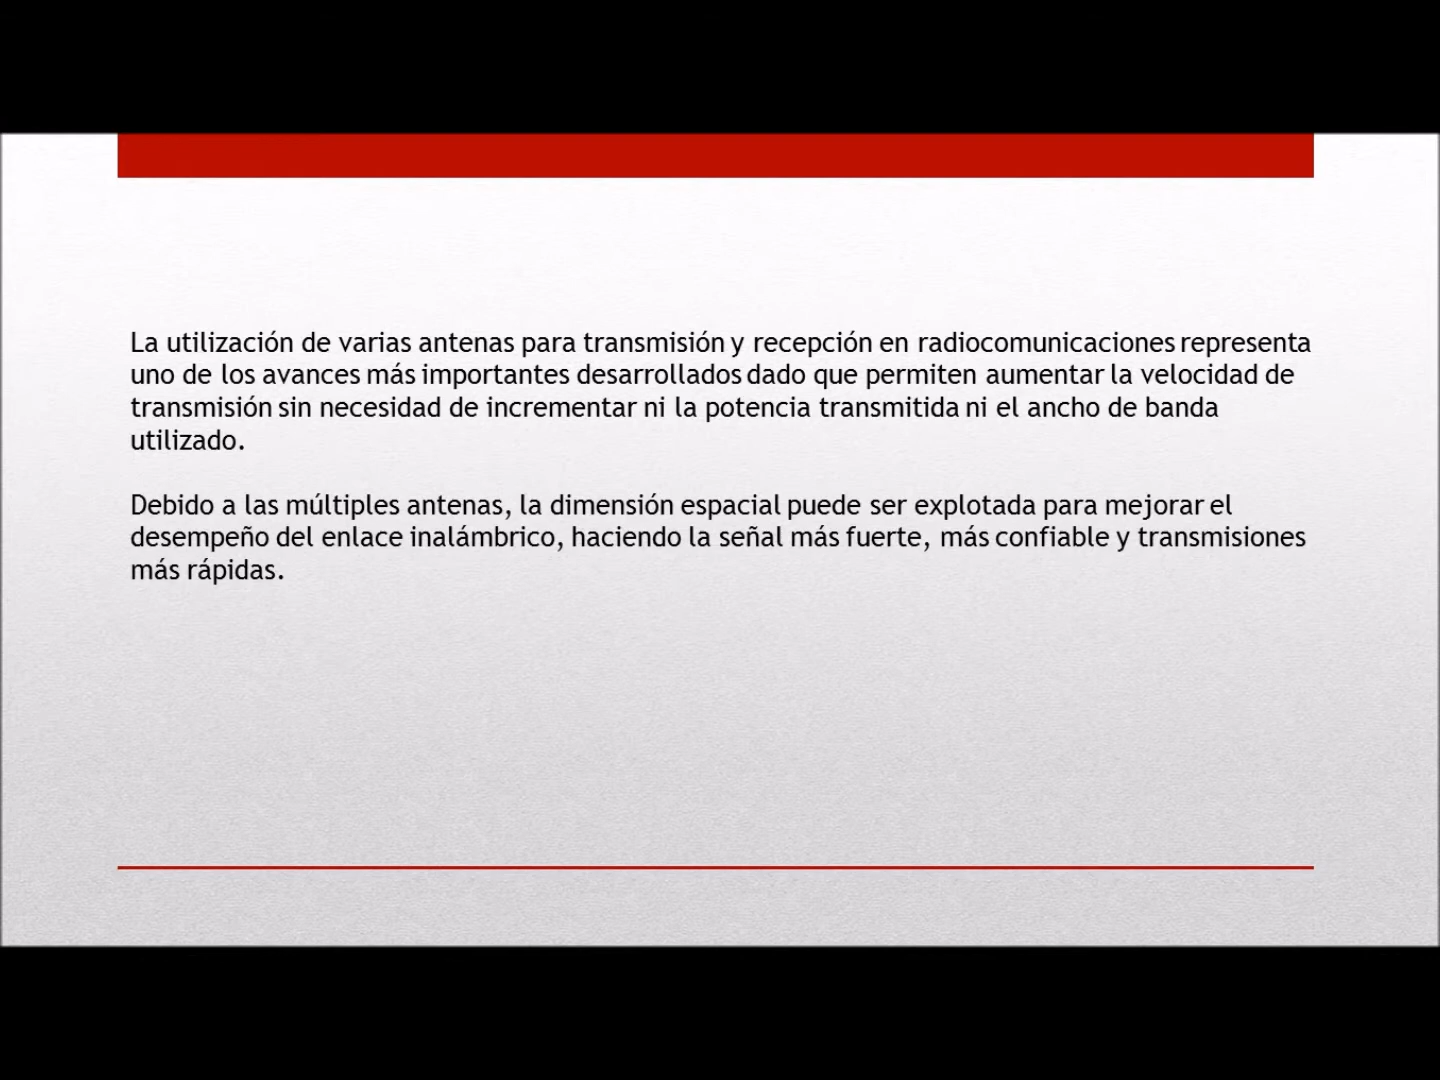 La utilización de varias antenas para transmisión y recepción en radiocomunicaciones representa
uno de los avances más importantes desarrollados dado que permiten aumentar la velocidad de
transmisión sin necesidad de incrementar ni la potencia transmitida ni el ancho de banda
utilizado.
Debido a las múltiples antenas, la dimensión espacial puede ser explotada para mejorar el
desempeño del enlace inalámbrico, haciendo la señal más fuerte, más confiable y transmisiones
más rápidas.